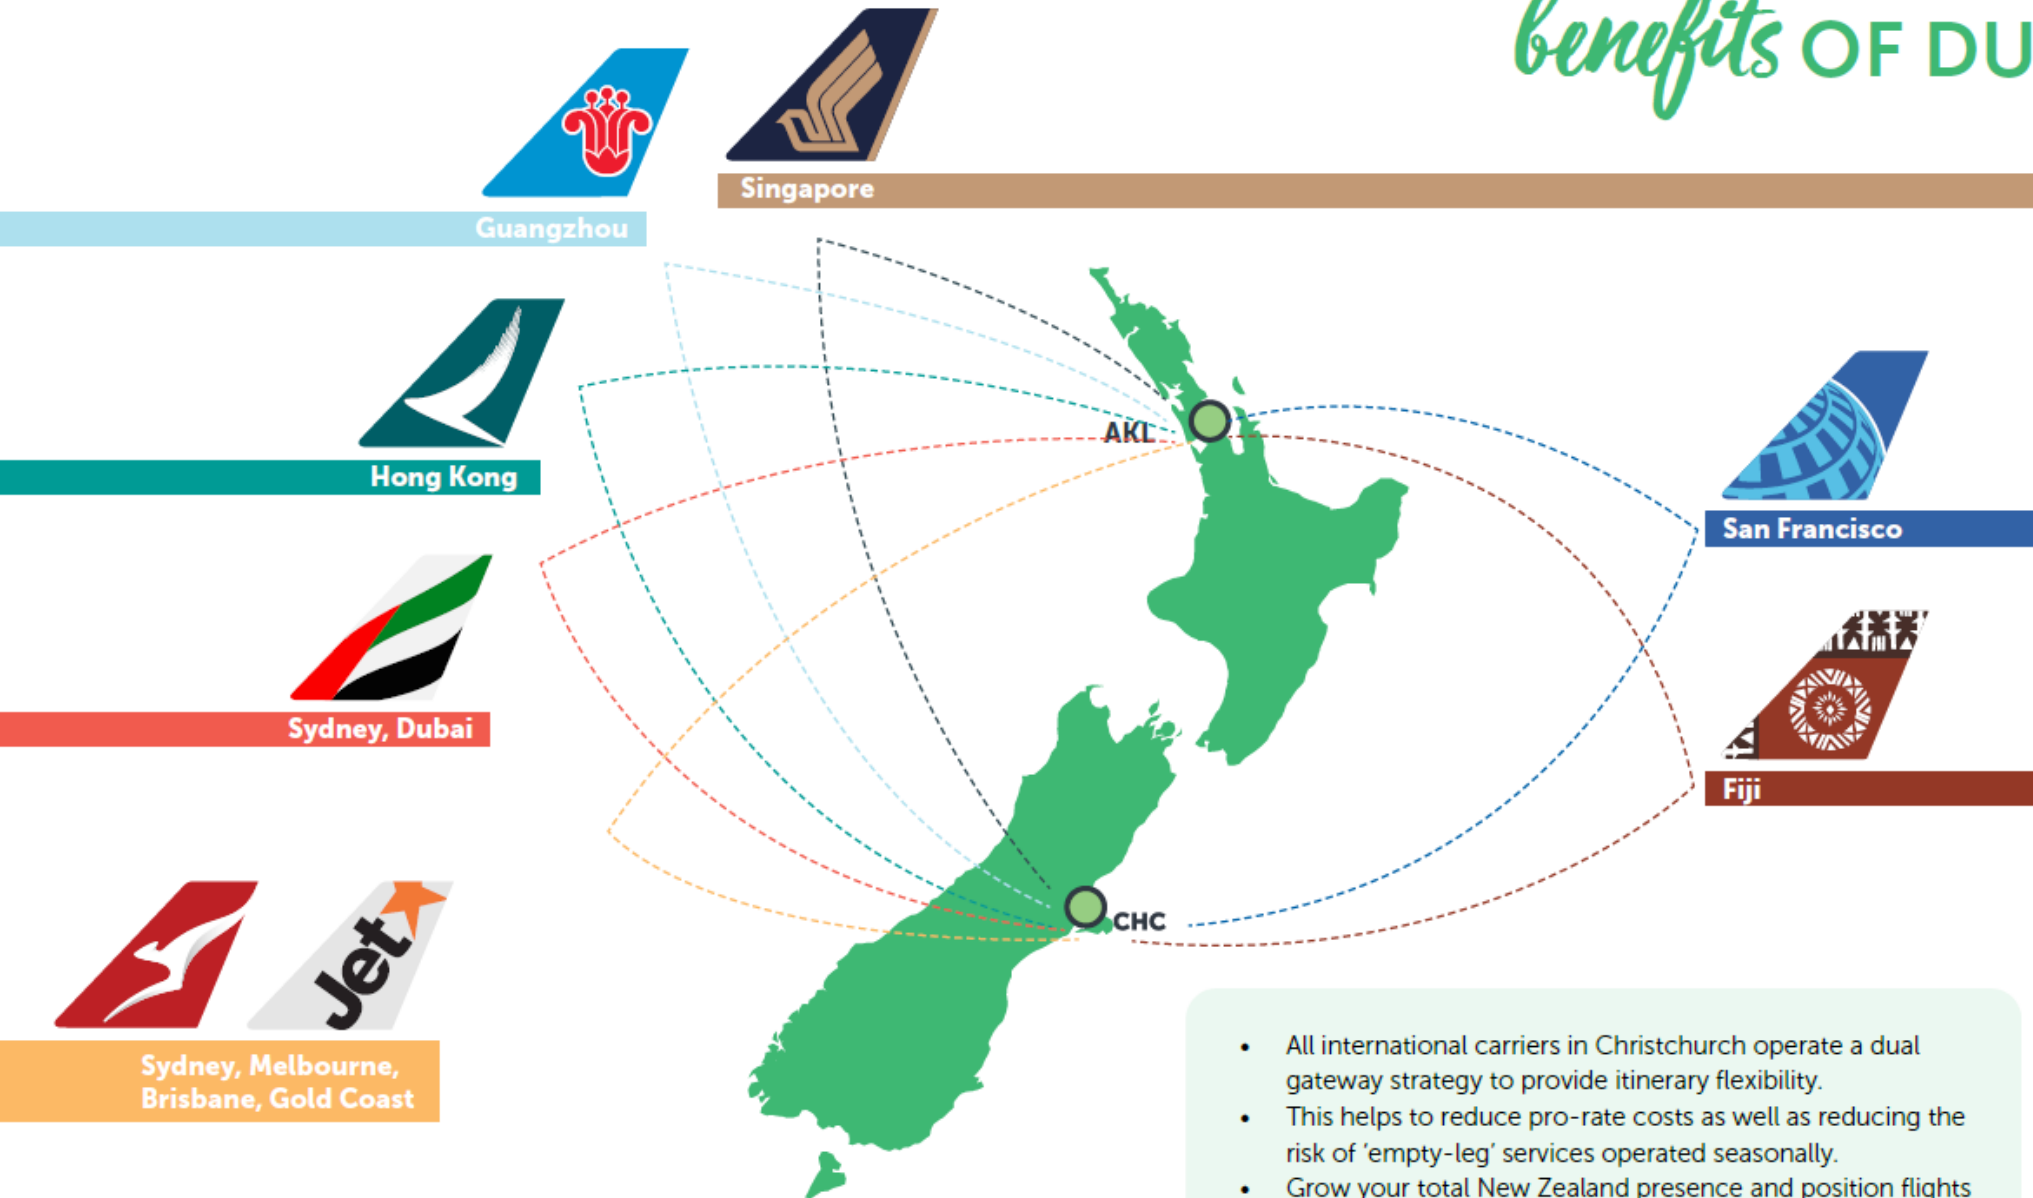 benefits OF DU
Singapore
Guangzhou
Hong Kong
AKL
San Francisco
Sydney, Dubai
Fiji
CHC
Jet
Sydney, Melbourne,
Brisbane, Gold Coast
• All international carriers in Christchurch operate a dual
gateway strategy to provide itinerary flexibility.
• This helps to reduce pro-rate costs as well as reducing the
risk of ‘empty-leg’ services operated seasonally.
• Grow your total New Zealand presence and position flights